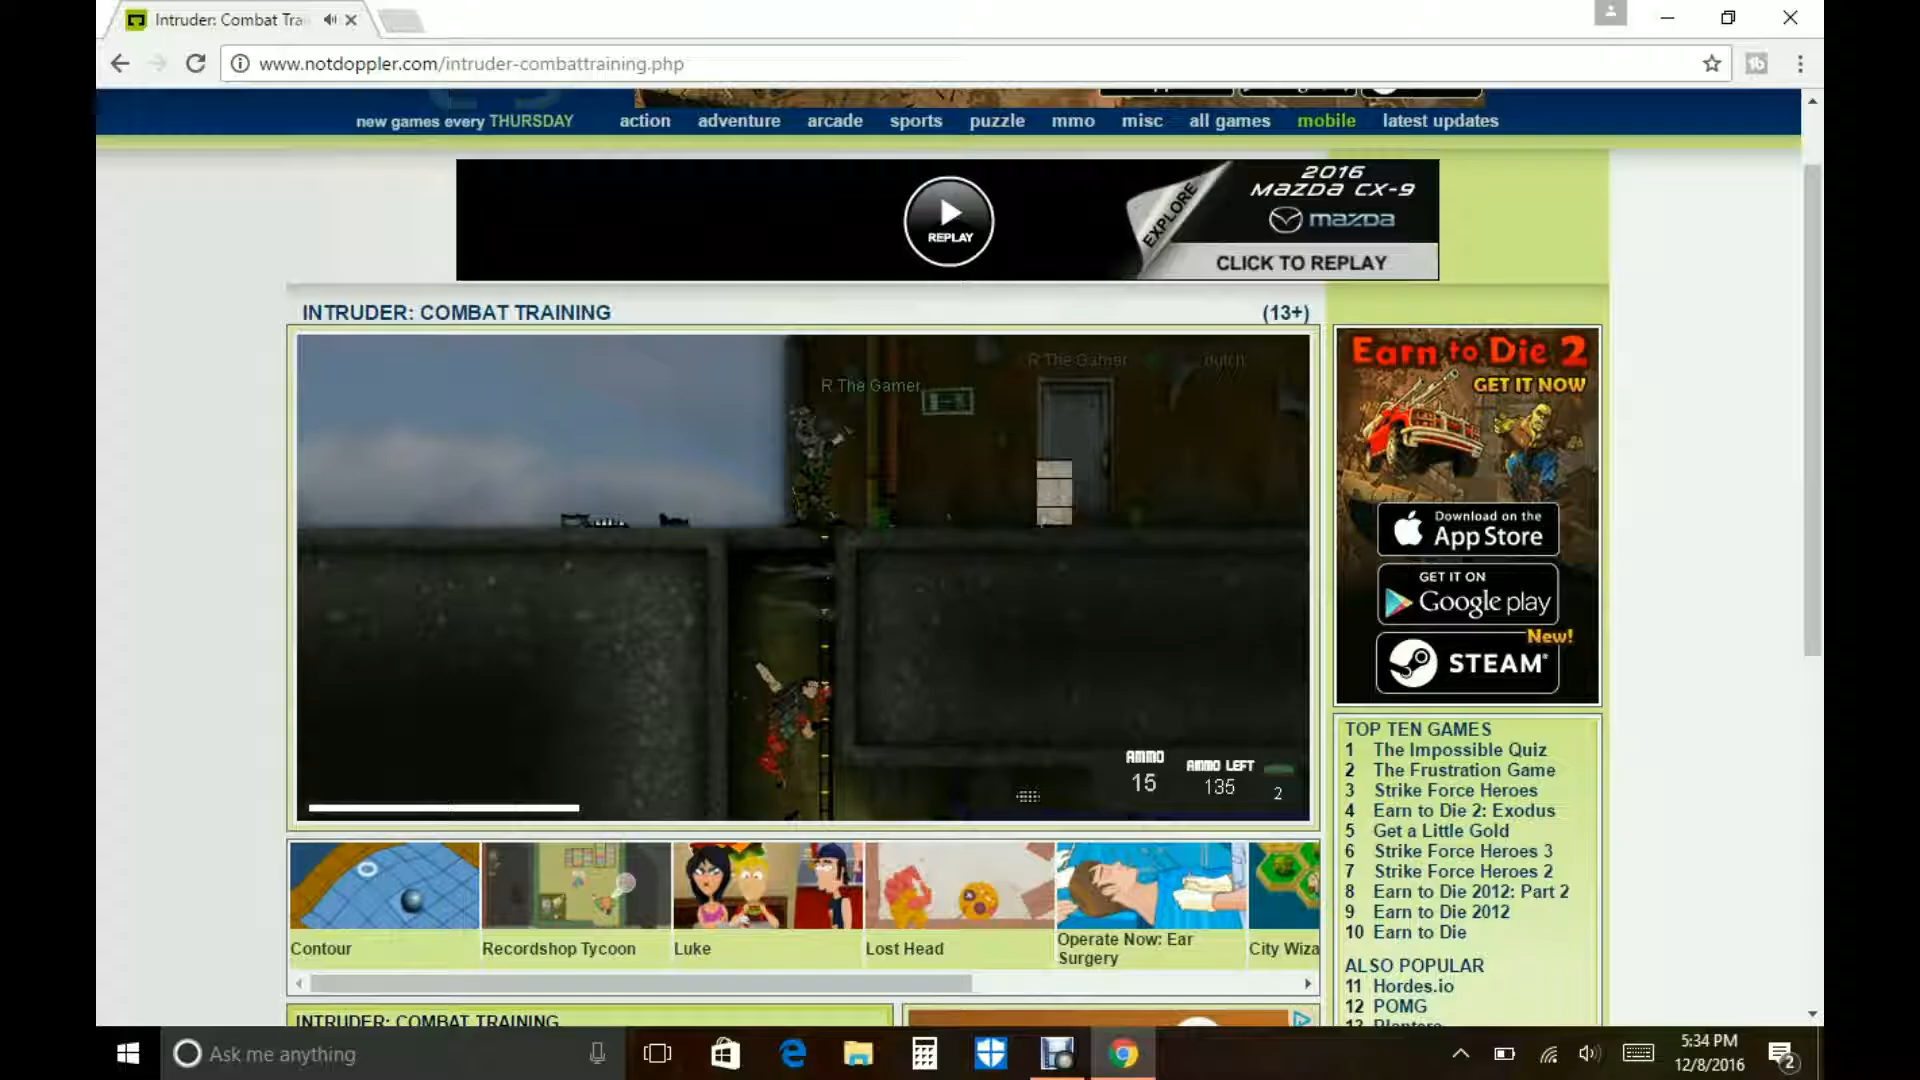 Intruder: Combat Trai
www.notdoppler.com/intruder-combattraining.php
new games every THURSDAY
action adventure arcade sports puzzle mmo misc all games mobile latest updates
REPLAY
EXPLORE
2016
mazda CX-9
mazda
CLICK TO REPLAY
INTRUDER: COMBAT TRAINING (13+)
R The Gamer
R The Gamer
dutch
AMMO
15
AMMO LEFT
135
2
Earn to Die 2
GET IT NOW
Download on the
App Store
GET IT ON
Google play
New!
STEAM
TOP TEN GAMES
1 The Impossible Quiz
2 The Frustration Game
3 Strike Force Heroes
4 Earn to Die 2: Exodus
5 Get a Little Gold
6 Strike Force Heroes 3
7 Strike Force Heroes 2
8 Earn to Die 2012: Part 2
9 Earn to Die 2012
10 Earn to Die
ALSO POPULAR
11 Hordes.io
12 POMG
Contour
Recordshop Tycoon
Luke
Lost Head
Operate Now: Ear
Surgery
City Wiza
INTRUDER: COMBAT TRAINING
Ask me anything
5:34 PM
12/8/2016
2